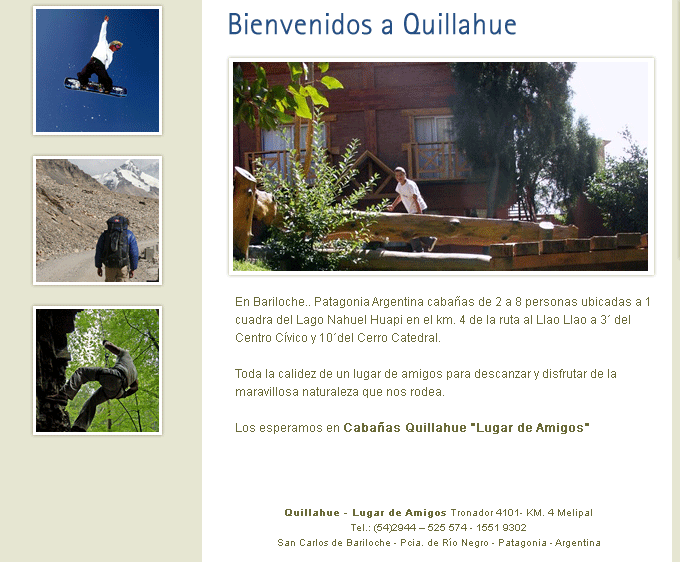 Bienvenidos a Quillahue
En Bariloche.. Patagonia Argentina cabañas de 2 a 8 personas ubicadas a 1
cuadra del Lago Nahuel Huapi en el km. 4 de la ruta al Llao Llao a 3´ del
Centro Cívico y 10´del Cerro Catedral.
Toda la calidez de un lugar de amigos para descanzar y disfrutar de la
maravillosa naturaleza que nos rodea.
Los esperamos en Cabañas Quillahue "Lugar de Amigos"
Quillahue - Lugar de Amigos Tronador 4101- KM. 4 Melipal
Tel.: (54)2944 – 525 574 - 1551 9302
San Carlos de Bariloche - Pcia. de Río Negro - Patagonia - Argentina